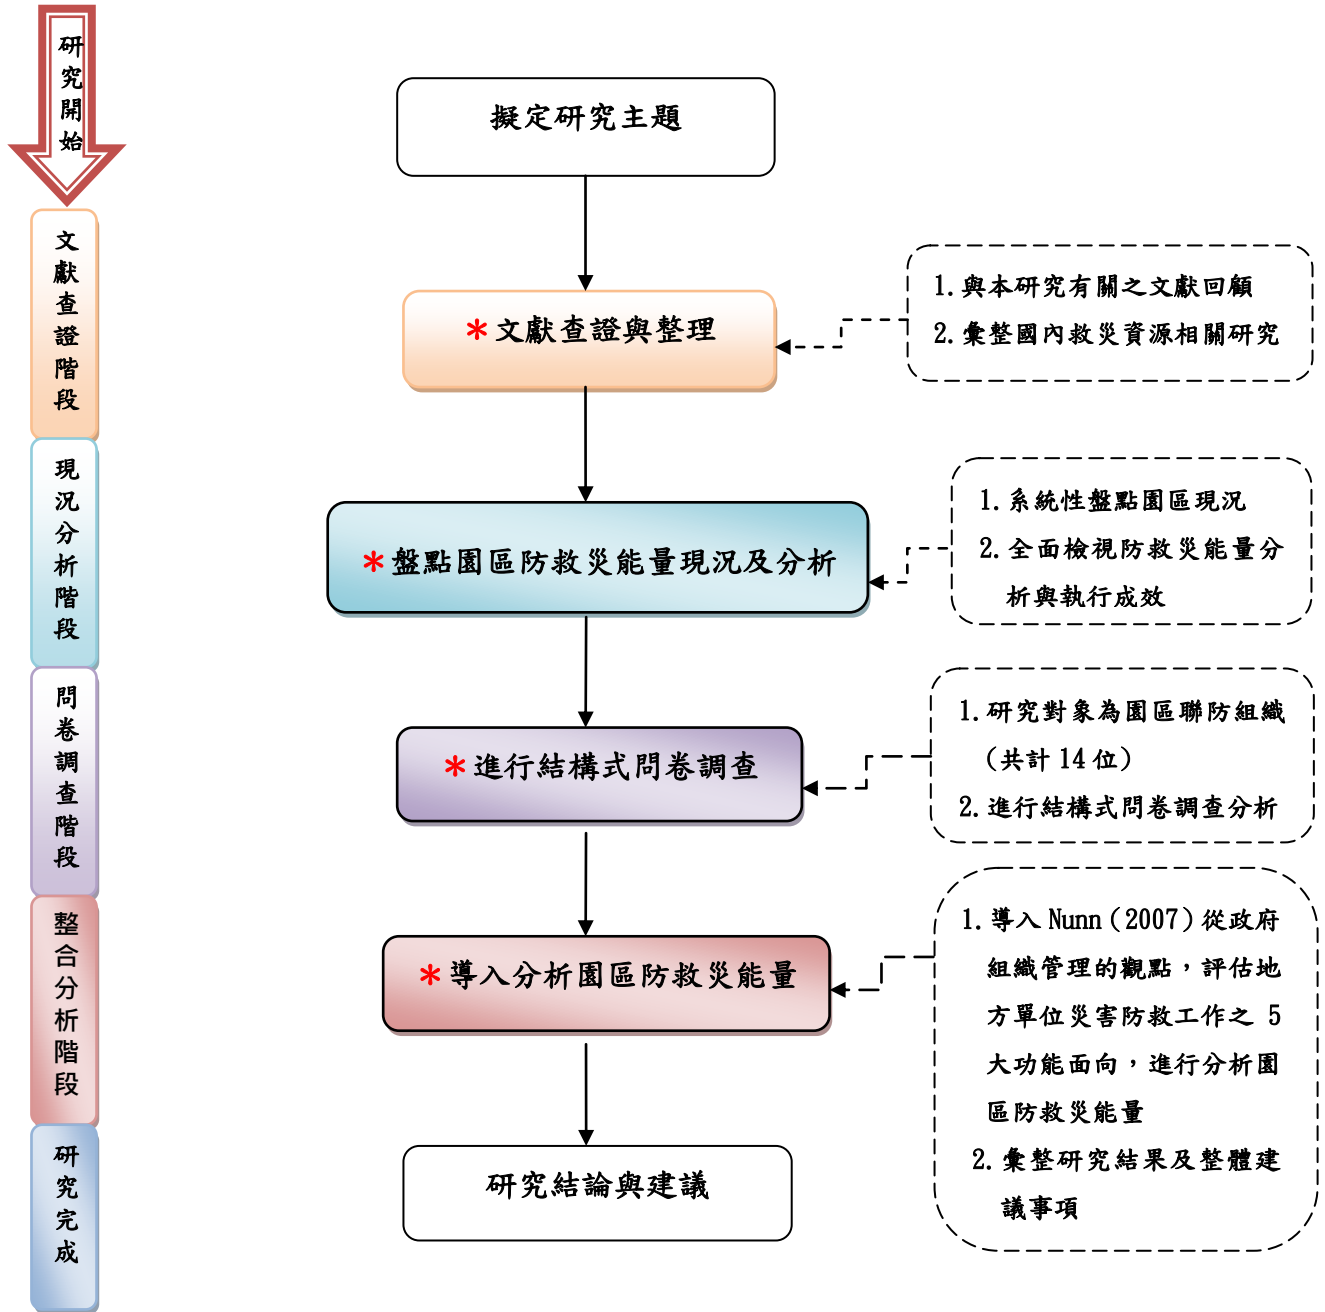 研究開始
文獻查證階段
現況分析階段
問卷調查階段
整合分析階段
研究完成
擬定研究主題
*文獻查證與整理
1.與本研究有關之文獻回顧
2.彙整國內救災資源相關研究
*盤點園區防救災能量現況及分析
1.系統性盤點園區現況
2.全面檢視防救災能量分
析與執行成效
*進行結構式問卷調查
1.研究對象為園區聯防組織
(共計14位)
2.進行結構式問卷調查分析
*導入分析園區防救災能量
1.導入Nunn(2007)從政府
組織管理的觀點，評估地
方單位災害防救工作之 5
大功能面向，進行分析園
區防救災能量
2.彙整研究結果及整體建
議事項
研究結論與建議